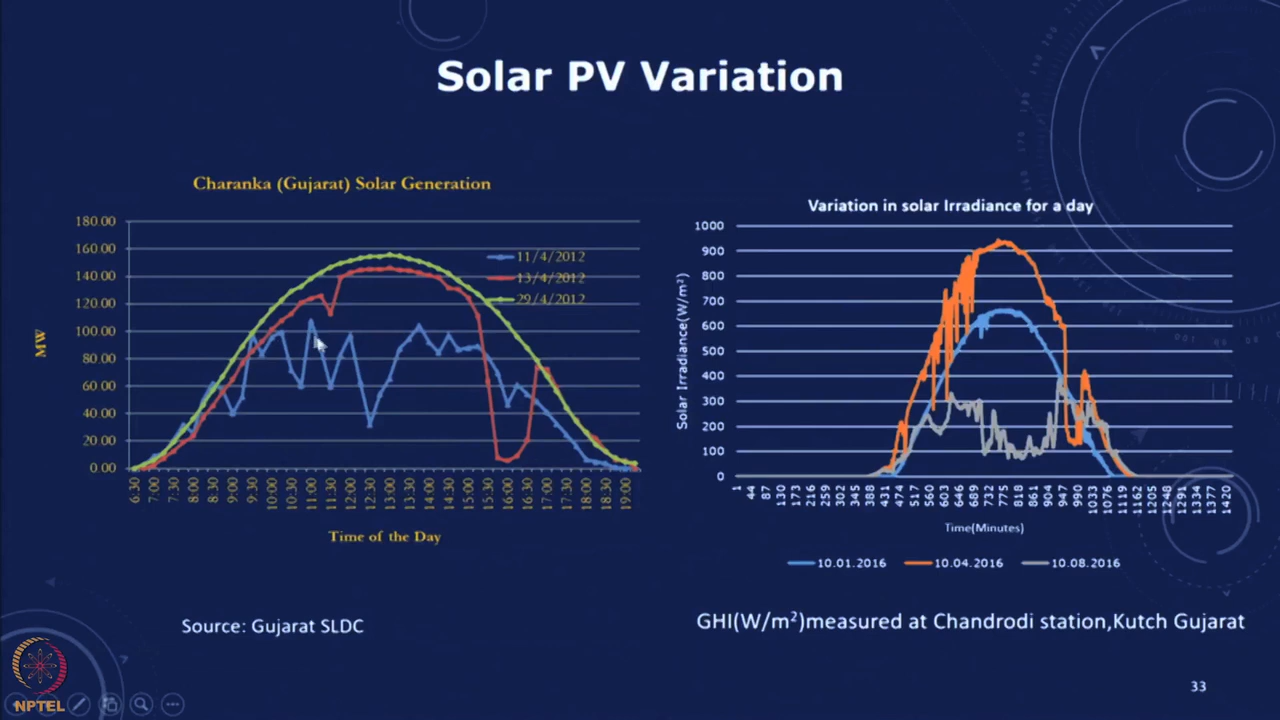 Solar PV Variation
Charanka (Gujarat) Solar Generation
180.00
160.00
140.00
120.00
100.00
80.00
60.00
40.00
20.00
0.00
MW
11/4/2012
13/4/2012
29/4/2012
6:30 7:00 7:30 8:00 8:30 9:00 9:30 10:00 10:30 11:00 11:30 12:00 12:30 13:00 13:30 14:00 14:30 15:00 15:30 16:00 16:30 17:00 17:30 18:00 18:30 19:00
Time of the Day
Source: Gujarat SLDC
Variation in solar Irradiance for a day
1000
900
800
700
600
500
400
300
200
100
0
Solar Irradiance(W/m²)
1 44 87 130 173 216 259 302 345 388 431 474 517 560 603 646 689 732 775 818 861 904 947 990 1033 1076 1119 1162 1205 1248 1291 1334 1377 1420
Time(Minutes)
10.01.2016 10.04.2016 10.08.2016
GHI(W/m²)measured at Chandrodi station,Kutch Gujarat
33
NPTEL